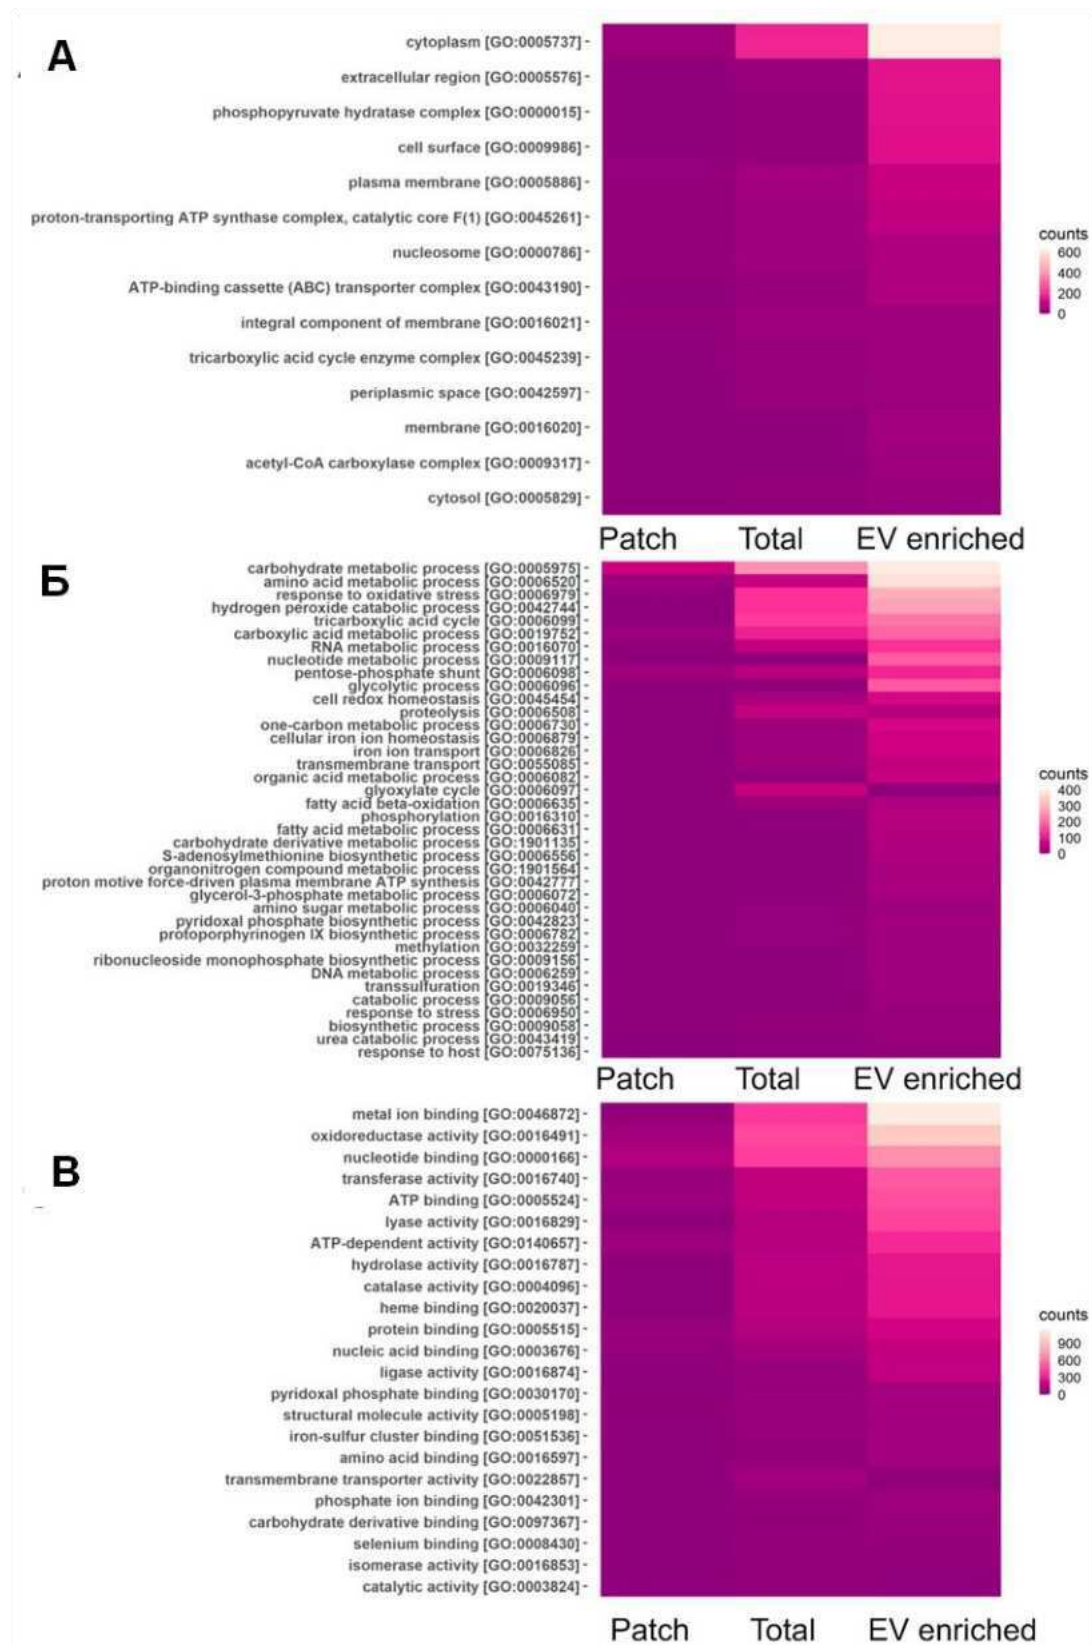 А
cytoplasm [GO:0005737]
extracellular region [GO:0005576]
phosphopyruvate hydratase complex [GO:0000015]
cell surface [GO:0009986]
plasma membrane [GO:0005886]
proton-transporting ATP synthase complex, catalytic core F(1) [GO:0045261]
nucleosome [GO:0000786]
ATP-binding cassette (ABC) transporter complex [GO:0043190]
integral component of membrane [GO:0016021]
tricarboxylic acid cycle enzyme complex [GO:0045239]
periplasmic space [GO:0042597]
membrane [GO:0016020]
acetyl-CoA carboxylase complex [GO:0009317]
cytosol [GO:0005829]
counts
600
400
200
0
Patch Total EV enriched
Б
carbohydrate metabolic process [GO:0005975]
amino acid metabolic process [GO:0006520]
response to oxidative stress [GO:0006979]
hydrogen peroxide catabolic process [GO:0042744]
tricarboxylic acid cycle [GO:0006099]
carboxylic acid metabolic process [GO:0019752]
RNA metabolic process [GO:0016070]
nucleotide metabolic process [GO:0009117]
pentose-phosphate shunt [GO:0006098]
glycolytic process [GO:0006096]
cell redox homeostasis [GO:0045454]
proteolysis [GO:0006508]
one-carbon metabolic process [GO:0006730]
cellular iron ion homeostasis [GO:0006879]
iron ion transport [GO:0006826]
transmembrane transport [GO:0055085]
organic acid metabolic process [GO:0006082]
glyoxylate cycle [GO:0006097]
fatty acid beta-oxidation [GO:0006635]
phosphorylation [GO:0016310]
fatty acid metabolic process [GO:0006631]
carbohydrate derivative metabolic process [GO:1901135]
S-adenosylmethionine biosynthetic process [GO:0006556]
organonitrogen compound metabolic process [GO:1901564]
proton motive force-driven plasma membrane ATP synthesis [GO:0042777]
glycerol-3-phosphate metabolic process [GO:0006072]
amino sugar metabolic process [GO:0006040]
pyridoxal phosphate biosynthetic process [GO:0042823]
protoporphyrinogen IX biosynthetic process [GO:0006782]
methylation [GO:0032259]
ribonucleoside monophosphate biosynthetic process [GO:0009156]
DNA metabolic process [GO:0006259]
transsulfuration [GO:0019346]
catabolic process [GO:0009056]
response to stress [GO:0006950]
biosynthetic process [GO:0009058]
urea catabolic process [GO:0043419]
response to host [GO:0075136]
counts
400
300
200
100
0
Patch Total EV enriched
В
metal ion binding [GO:0046872]
oxidoreductase activity [GO:0016491]
nucleotide binding [GO:0000166]
transferase activity [GO:0016740]
ATP binding [GO:0005524]
lyase activity [GO:0016829]
ATP-dependent activity [GO:0140657]
hydrolase activity [GO:0016787]
catalase activity [GO:0004096]
heme binding [GO:0020037]
protein binding [GO:0005515]
nucleic acid binding [GO:0003676]
ligase activity [GO:0016874]
pyridoxal phosphate binding [GO:0030170]
structural molecule activity [GO:0005198]
iron-sulfur cluster binding [GO:0051536]
amino acid binding [GO:0016597]
transmembrane transporter activity [GO:0022857]
phosphate ion binding [GO:0042301]
carbohydrate derivative binding [GO:0097367]
selenium binding [GO:0008430]
isomerase activity [GO:0016853]
catalytic activity [GO:0003824]
counts
900
600
300
0
Patch Total EV enriched